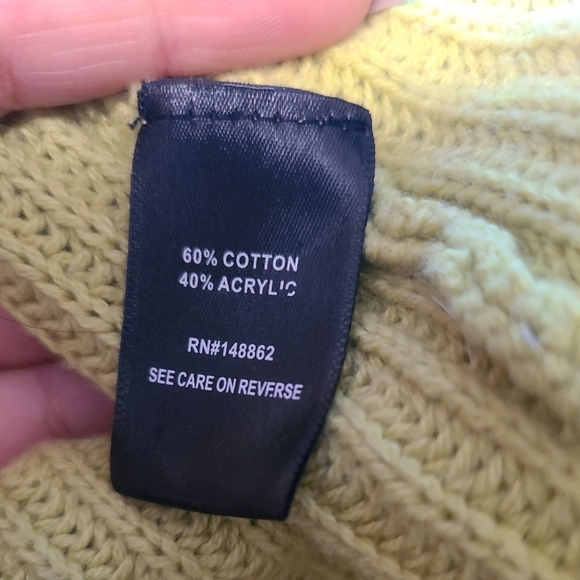 60% COTTON
40% ACRYLIC
RN#148862
SEE CARE ON REVERSE